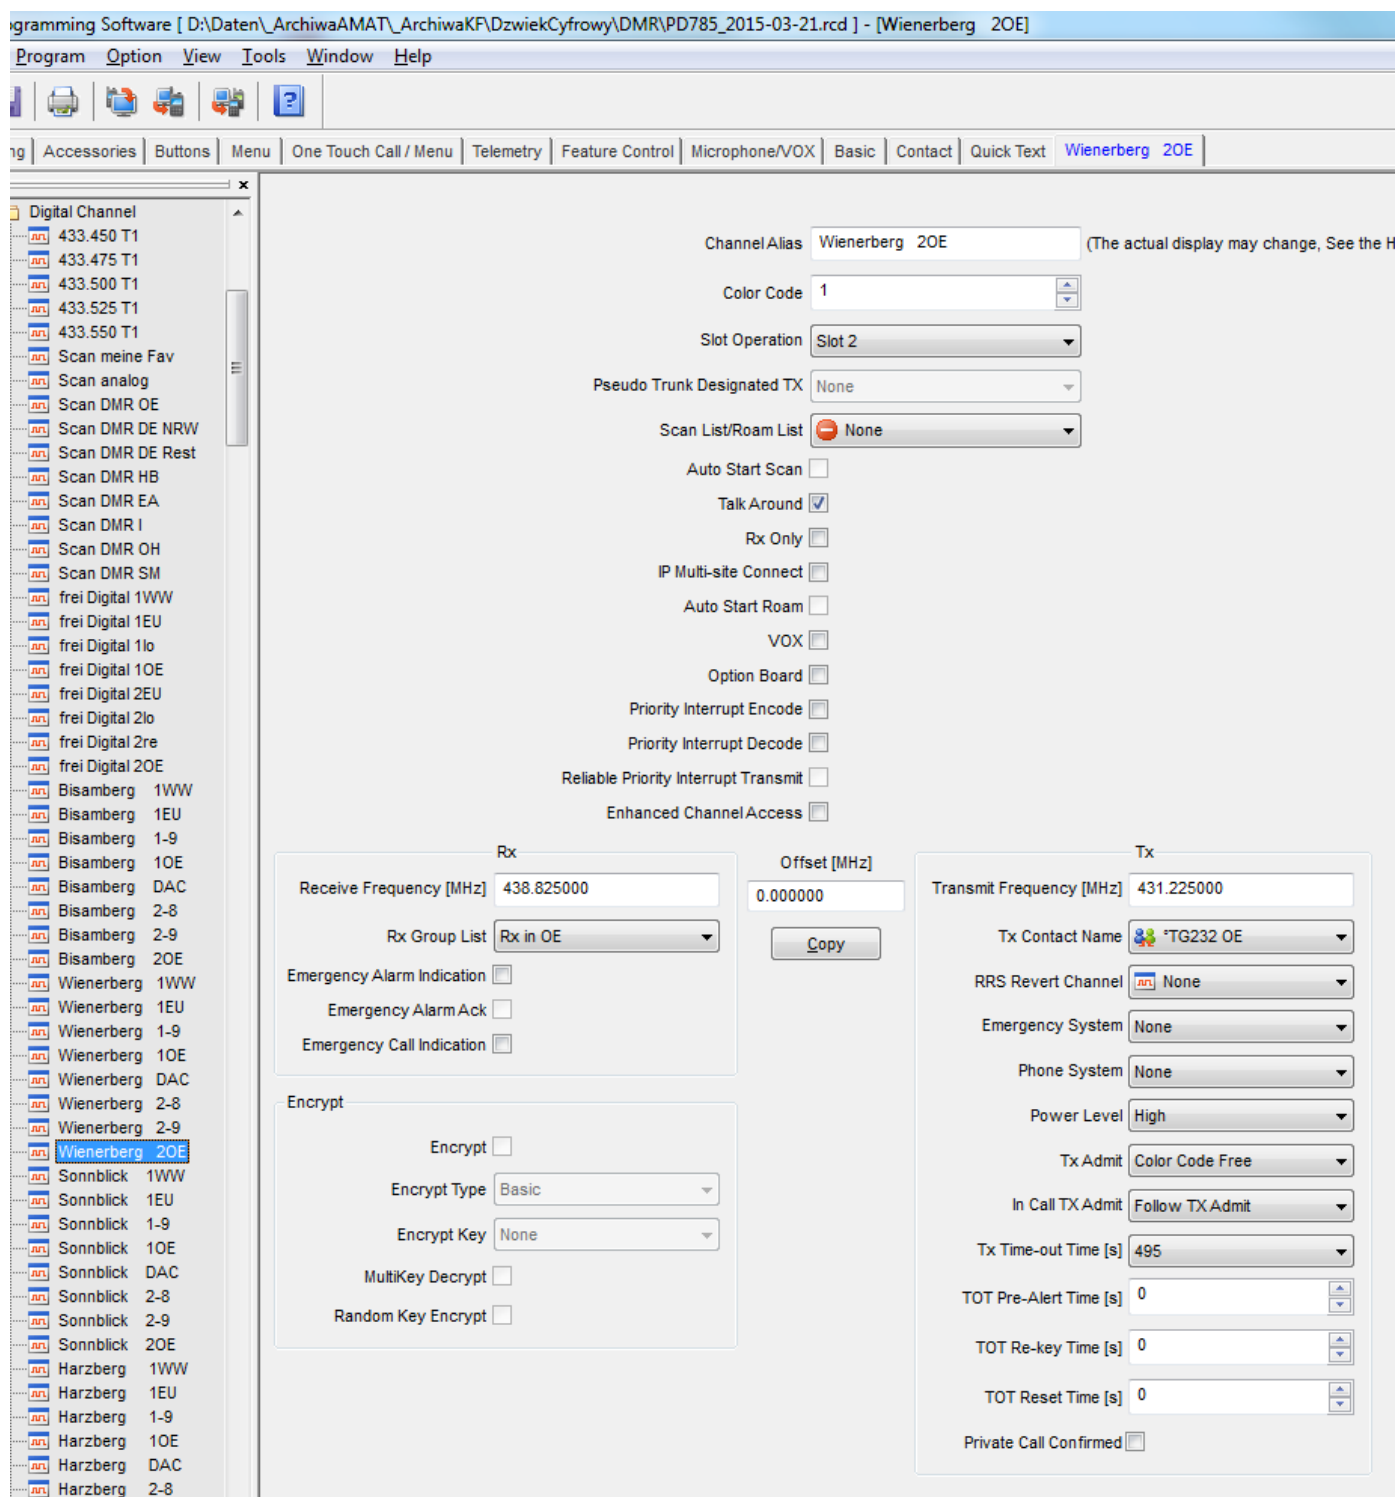 ogramming Software [ D:\Daten\_ArchiwaAMAT\_ArchiwaKF\DzwiekCyfrowy\DMR\PD785_2015-03-21.rcd ] - [Wienerberg   2OE]
Program Option View Tools Window Help
ng Accessories Buttons Menu One Touch Call / Menu Telemetry Feature Control Microphone/VOX Basic Contact Quick Text Wienerberg   2OE
x
Digital Channel
433.450 T1
433.475 T1
433.500 T1
433.525 T1
433.550 T1
Scan meine Fav
Scan analog
Scan DMR OE
Scan DMR DE NRW
Scan DMR DE Rest
Scan DMR HB
Scan DMR EA
Scan DMR I
Scan DMR OH
Scan DMR SM
frei Digital 1WW
frei Digital 1EU
frei Digital 1lo
frei Digital 1OE
frei Digital 2EU
frei Digital 2lo
frei Digital 2re
frei Digital 2OE
Bisamberg   1WW
Bisamberg   1EU
Bisamberg   1-9
Bisamberg   1OE
Bisamberg   DAC
Bisamberg   2-8
Bisamberg   2-9
Bisamberg   2OE
Wienerberg   1WW
Wienerberg   1EU
Wienerberg   1-9
Wienerberg   1OE
Wienerberg   DAC
Wienerberg   2-8
Wienerberg   2-9
Wienerberg   2OE
Sonnblick   1WW
Sonnblick   1EU
Sonnblick   1-9
Sonnblick   1OE
Sonnblick   DAC
Sonnblick   2-8
Sonnblick   2-9
Sonnblick   2OE
Harzberg   1WW
Harzberg   1EU
Harzberg   1-9
Harzberg   1OE
Harzberg   DAC
Harzberg   2-8
Channel Alias Wienerberg   2OE (The actual display may change, See the H
Color Code 1
Slot Operation Slot 2
Pseudo Trunk Designated TX None
Scan List/Roam List None
Auto Start Scan
Talk Around
Rx Only
IP Multi-site Connect
Auto Start Roam
VOX
Option Board
Priority Interrupt Encode
Priority Interrupt Decode
Reliable Priority Interrupt Transmit
Enhanced Channel Access
Rx
Receive Frequency [MHz] 438.825000
Rx Group List Rx in OE
Emergency Alarm Indication
Emergency Alarm Ack
Emergency Call Indication
Offset [MHz]
0.000000
Copy
Encrypt
Encrypt
Encrypt Type Basic
Encrypt Key None
MultiKey Decrypt
Random Key Encrypt
Tx
Transmit Frequency [MHz] 431.225000
Tx Contact Name °TG232 OE
RRS Revert Channel None
Emergency System None
Phone System None
Power Level High
Tx Admit Color Code Free
In Call TX Admit Follow TX Admit
Tx Time-out Time [s] 495
TOT Pre-Alert Time [s] 0
TOT Re-key Time [s] 0
TOT Reset Time [s] 0
Private Call Confirmed